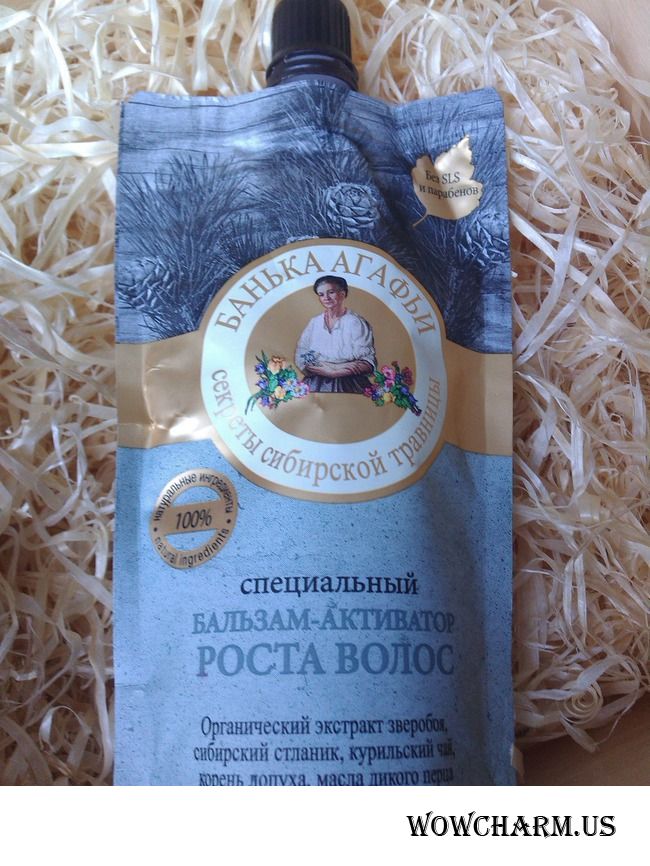 Без SLS
и парабенов
БАНЬКА АГАФЬИ
секреты сибирской травницы
натуральные ингредиенты
100%
natural ingredients
специальный
БАЛЬЗАМ-АКТИВАТОР
РОСТА ВОЛОС
Органический экстракт зверобоя,
сибирский стланик, курильский чай,
корень лопуха, масла дикого перца
WOWCHARM.US